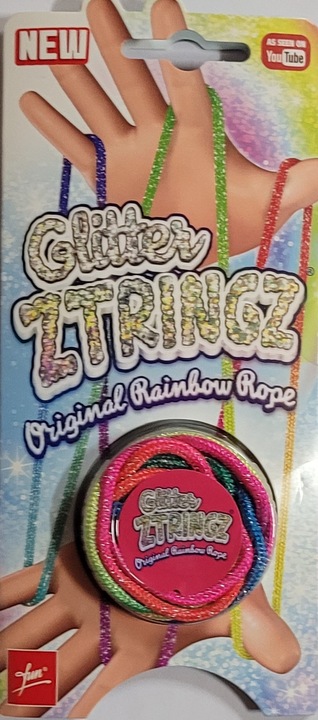 NEW
AS SEEN ON
YouTube
Glitter
ZTRINGZ®
Original Rainbow Rope
Glitter
ZTRINGZ
Original Rainbow Rope
fun®